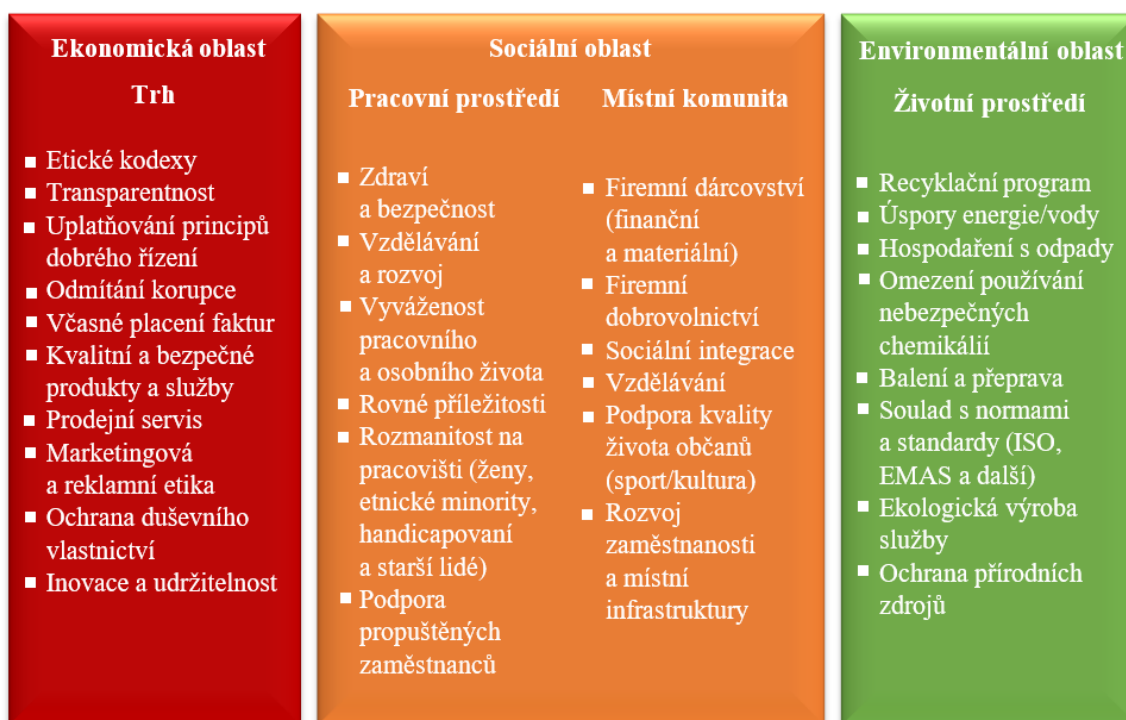 Ekonomická oblast
Trh
Etické kodexy
Transparentnost
Uplatňování principů
dobrého řízení
Odmítání korupce
Včasné placení faktur
Kvalitní a bezpečné
produkty a služby
Prodejní servis
Marketingová
a reklamní etika
Ochrana duševního
vlastnictví
Inovace a udržitelnost
Sociální oblast
Pracovní prostředí
Zdraví
a bezpečnost
Vzdělávání
a rozvoj
Vyváženost
pracovního
a osobního života
Rovné příležitosti
Rozmanitost na
pracovišti (ženy,
etnické minority,
handicapovaní
a starší lidé)
Podpora
propuštěných
zaměstnanců
Místní komunita
Firemní dárcovství
(finanční
a materiální)
Firemní
dobrovolnictví
Sociální integrace
Vzdělávání
Podpora kvality
života občanů
(sport/kultura)
Rozvoj
zaměstnanosti
a místní
infrastruktury
Environmentální oblast
Životní prostředí
Recyklační program
Úspory energie/vody
Hospodaření s odpady
Omezení používání
nebezpečných
chemikálií
Balení a přeprava
Soulad s normami
a standardy (ISO,
EMAS a další)
Ekologická výroba
služby
Ochrana přírodních
zdrojů